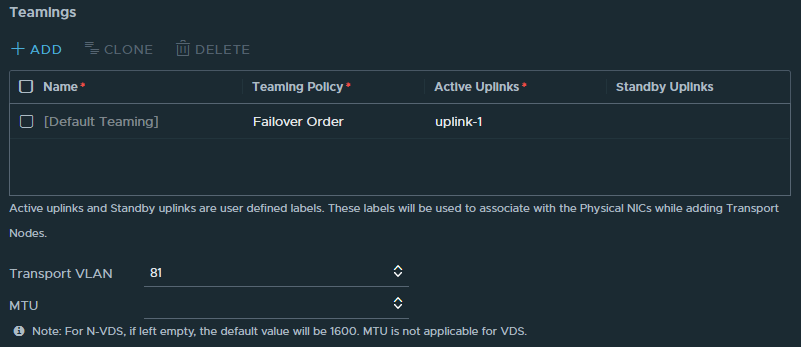 Teamings
ADD CLONE DELETE
Name * Teaming Policy * Active Uplinks * Standby Uplinks
[Default Teaming] Failover Order uplink-1
Active uplinks and Standby uplinks are user defined labels. These labels will be used to associate with the Physical NICs while adding Transport
Nodes.
Transport VLAN 81
MTU
Note: For N-VDS, if left empty, the default value will be 1600. MTU is not applicable for VDS.